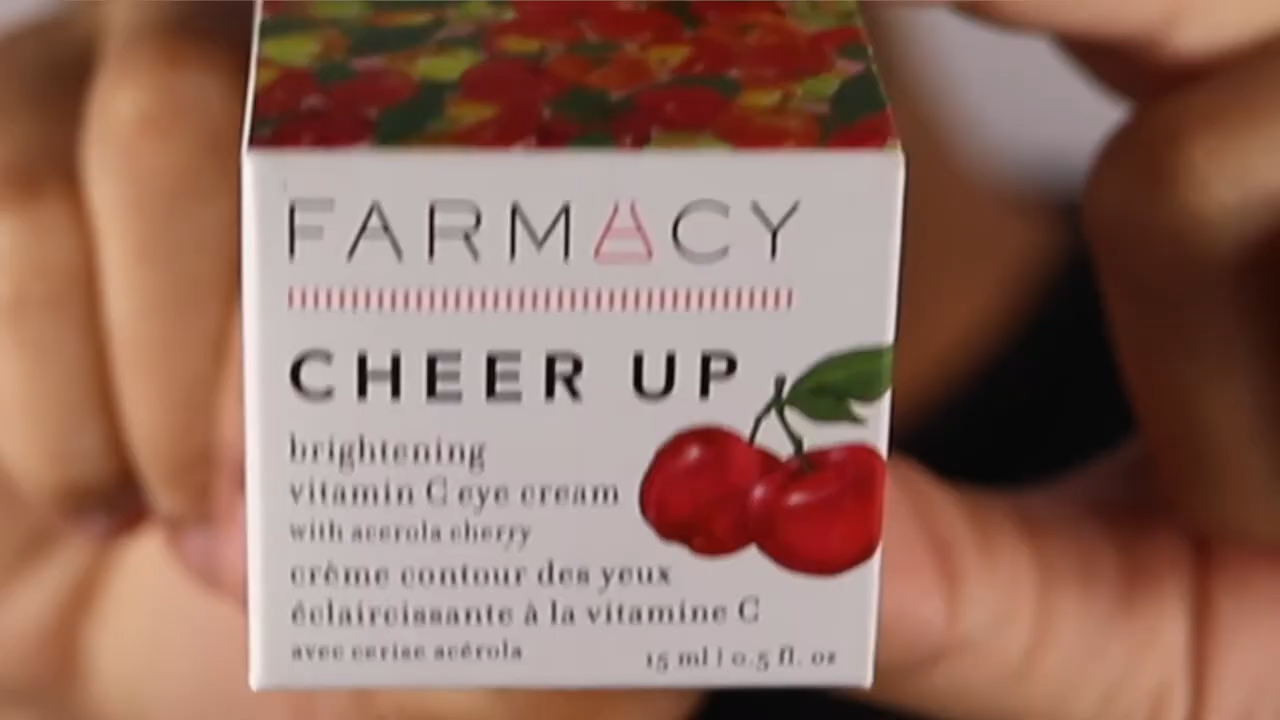 FARMACY
CHEER UP
brightening
vitamin C eye cream
with acerola cherry
crème contour des yeux
éclaircissante à la vitamine C
avec cerise acérola
15 ml | 0.5 fl. oz